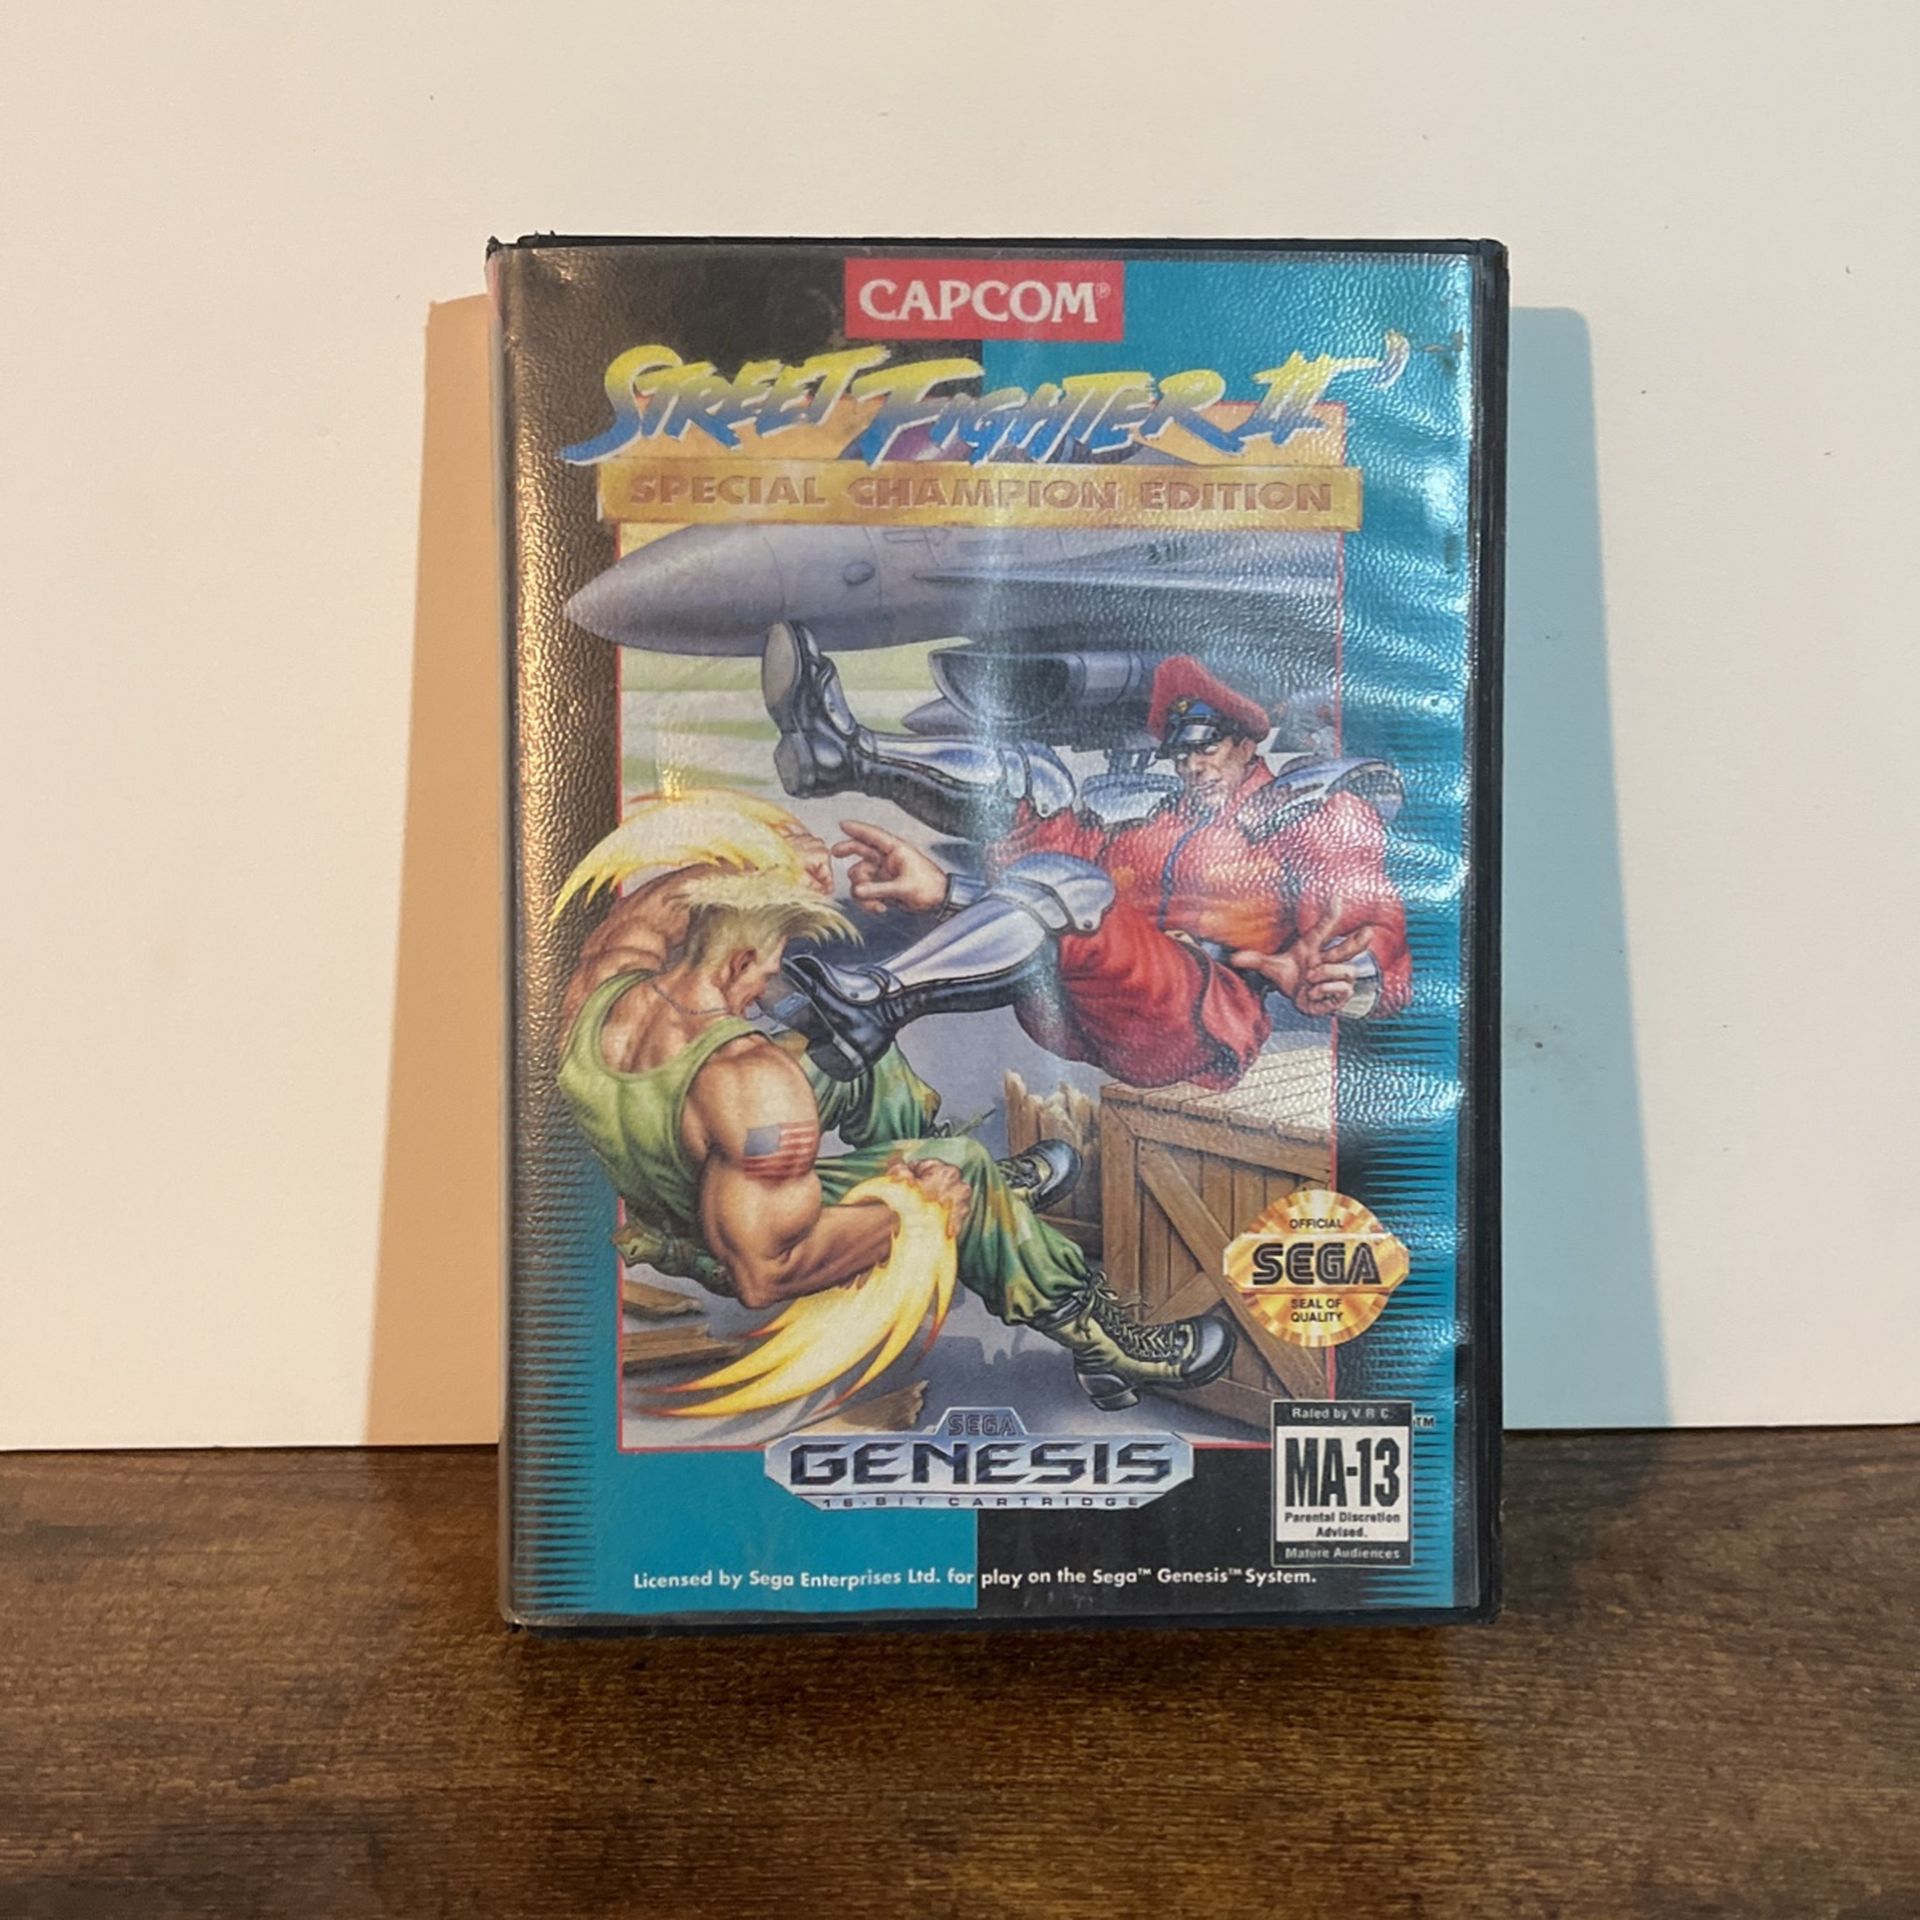 CAPCOM®
STREET FIGHTER II'
SPECIAL CHAMPION EDITION
OFFICIAL
SEGA
SEAL OF
QUALITY
SEGA
GENESIS
16-BIT CARTRIDGE
Rated by V.R.C.
TM
MA-13
Parental Discretion
Advised.
Mature Audiences
Licensed by Sega Enterprises Ltd. for play on the Sega™ Genesis™ System.